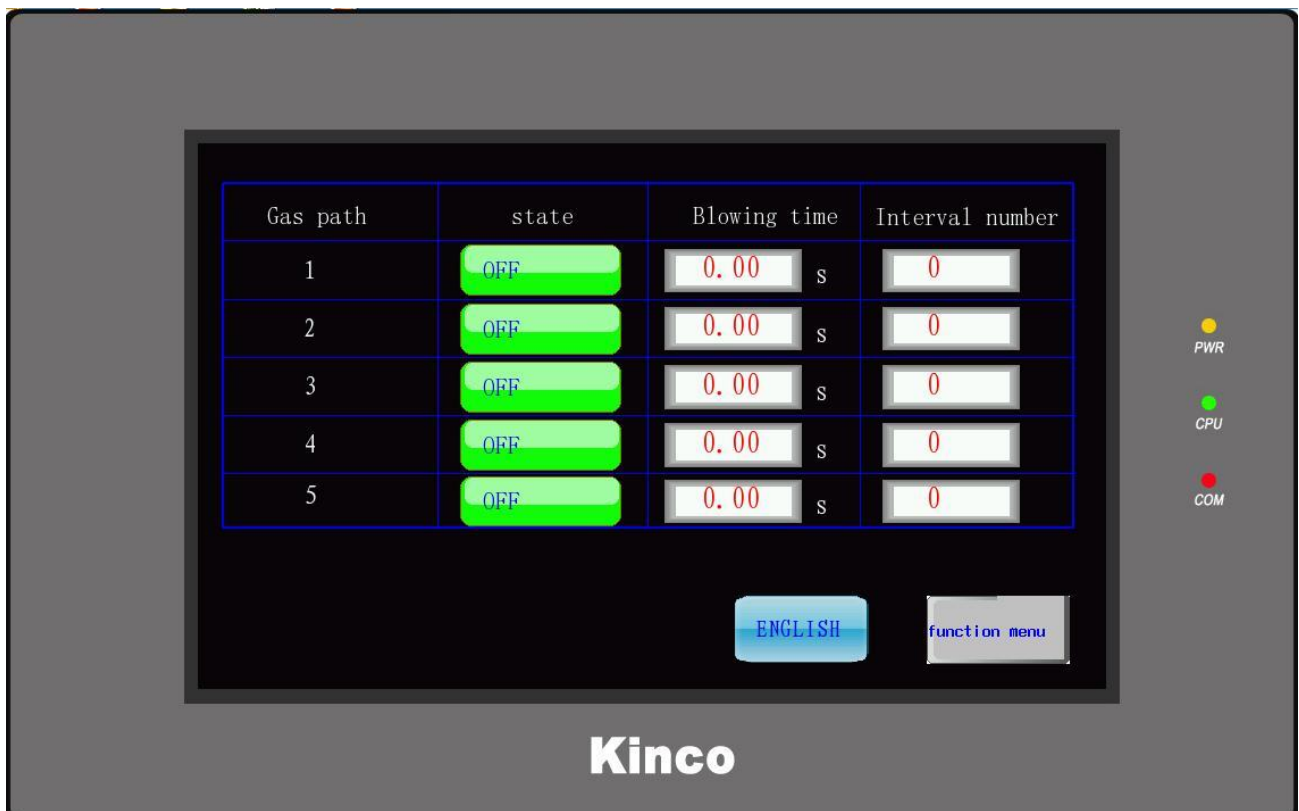 Gas path state Blowing time Interval number
1 OFF 0.00 s 0
2 OFF 0.00 s 0
3 OFF 0.00 s 0
4 OFF 0.00 s 0
5 OFF 0.00 s 0
PWR
CPU
COM
ENGLISH function menu
Kinco